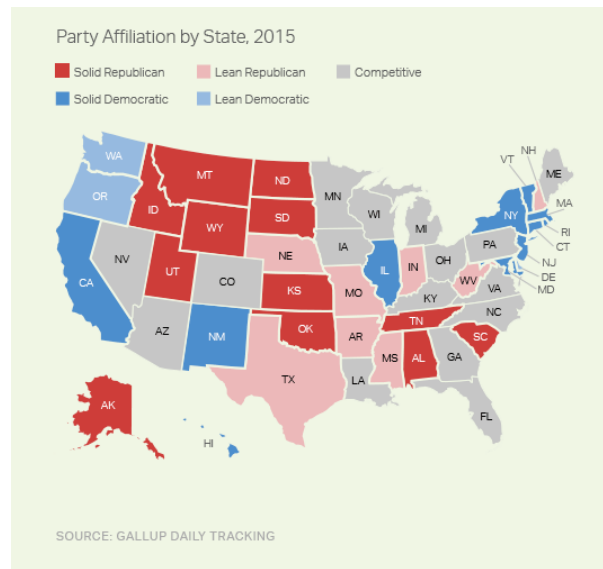 Party Affiliation by State, 2015
Solid Republican Lean Republican Competitive
Solid Democratic Lean Democratic
NH
VT
WA
ME
MT
ND
MN
OR
MA
ID
WI
NY
SD
MI
WY
RI
CT
IA
PA
NE
NJ
NV
OH
IL
IN
DE
UT
CO
MD
WV
VA
CA
KS
MO
KY
NC
TN
OK
AZ
NM
AR
SC
MS
AL
GA
TX
LA
AK
FL
HI
SOURCE: GALLUP DAILY TRACKING